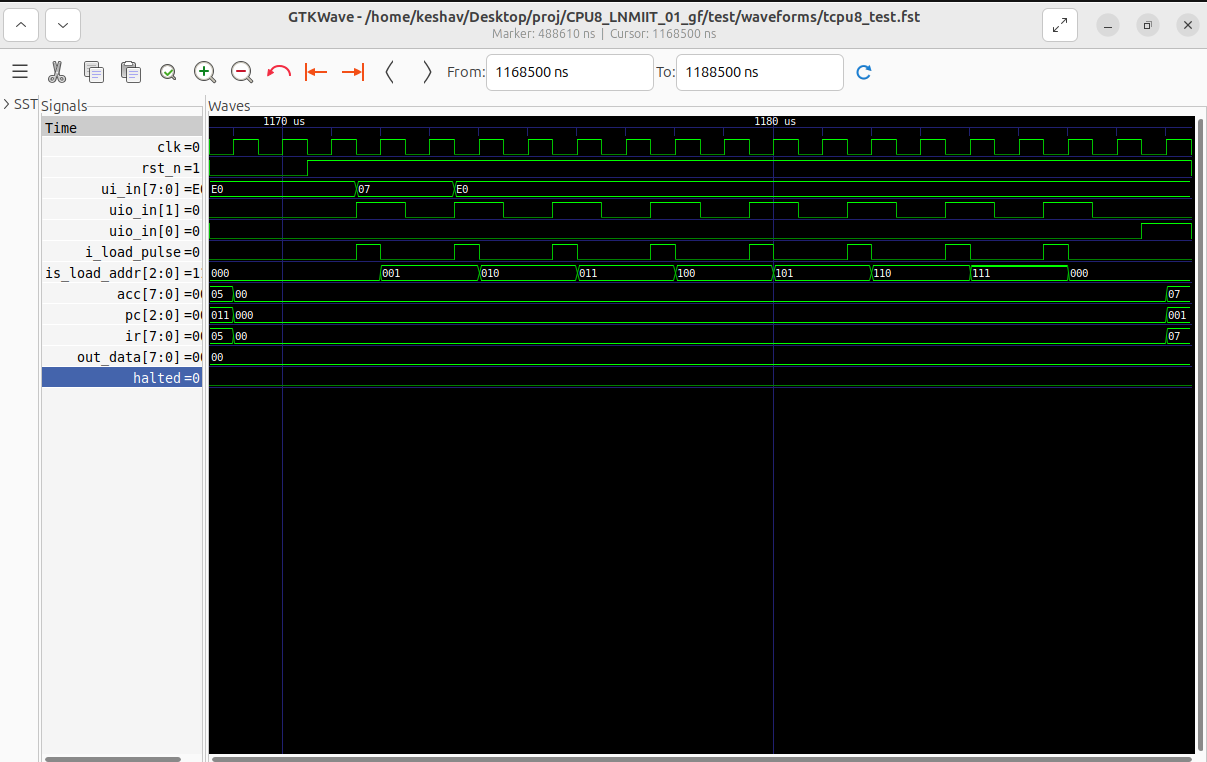 GTKWave - /home/keshav/Desktop/proj/CPU8_LNMIIT_01_gf/test/waveforms/tcpu8_test.fst
Marker: 488610 ns | Cursor: 1168500 ns
From: 1168500 ns To: 1188500 ns
SST Signals Waves
Time 1170 us 1180 us
clk=0
rst_n=1
ui_in[7:0]=E0 E0 07 E0
uio_in[1]=0
uio_in[0]=0
i_load_pulse=0
is_load_addr[2:0]=1 000 001 010 011 100 101 110 111 000
acc[7:0]=0 05 00 07
pc[2:0]=0 011 000 001
ir[7:0]=0 05 00 07
out_data[7:0]=0 00
halted=0